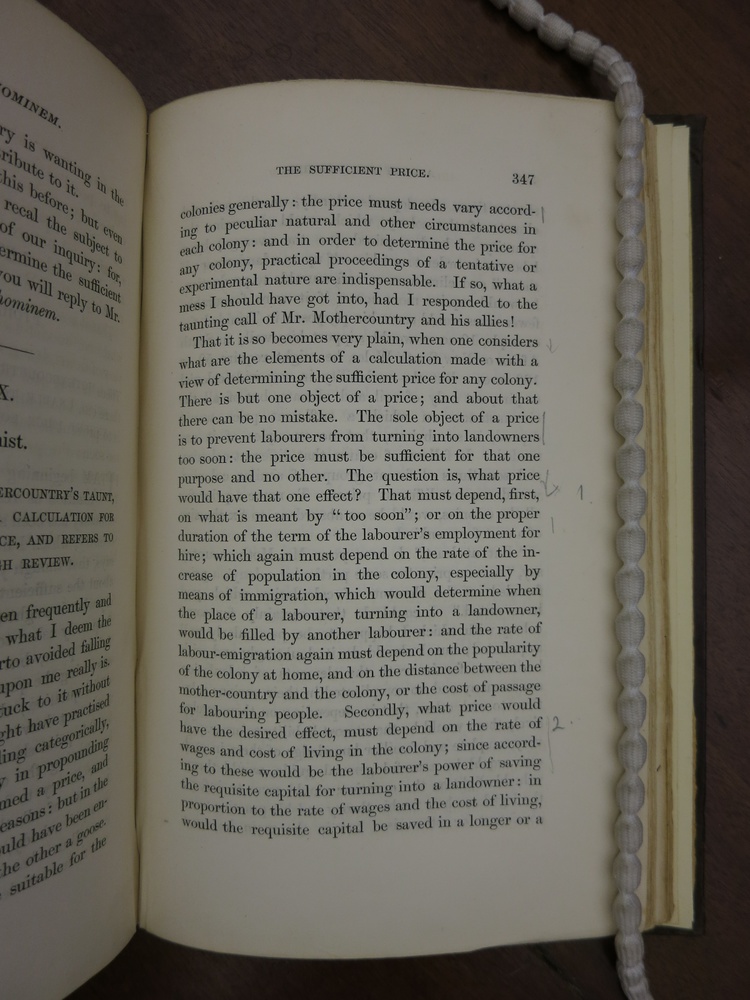 OMINEM.
ry is wanting in the
ribute to it.
this before; but even
recal the subject to
of our inquiry: for,
ermine the sufficient
you will reply to Mr.
hominem.
X.
ist.
ERCOUNTRY'S TAUNT,
CALCULATION FOR
CE, AND REFERS TO
H REVIEW.
en frequently and
what I deem the
rto avoided falling
upon me really is.
tuck to it without
ght have practised
ling categorically,
y in propounding
med a price, and
easons: but in the
uld have been en-
the other a goose.
suitable for the
THE SUFFICIENT PRICE.
347
colonies generally: the price must needs vary accord-
ing to peculiar natural and other circumstances in
each colony: and in order to determine the price for
any colony, practical proceedings of a tentative or
experimental nature are indispensable. If so, what a
mess I should have got into, had I responded to the
taunting call of Mr. Mothercountry and his allies!
That it is so becomes very plain, when one considers
what are the elements of a calculation made with a
view of determining the sufficient price for any colony.
There is but one object of a price; and about that
there can be no mistake. The sole object of a price
is to prevent labourers from turning into landowners
too soon: the price must be sufficient for that one
purpose and no other. The question is, what price
would have that one effect? That must depend, first, 1.
on what is meant by "too soon"; or on the proper
duration of the term of the labourer's employment for
hire; which again must depend on the rate of the in-
crease of population in the colony, especially by
means of immigration, which would determine when
the place of a labourer, turning into a landowner,
would be filled by another labourer: and the rate of
labour-emigration again must depend on the popularity
of the colony at home, and on the distance between the
mother-country and the colony, or the cost of passage
for labouring people. Secondly, what price would
have the desired effect, must depend on the rate of 2.
wages and cost of living in the colony; since accord-
ing to these would be the labourer's power of saving
the requisite capital for turning into a landowner: in
proportion to the rate of wages and the cost of living,
would the requisite capital be saved in a longer or a